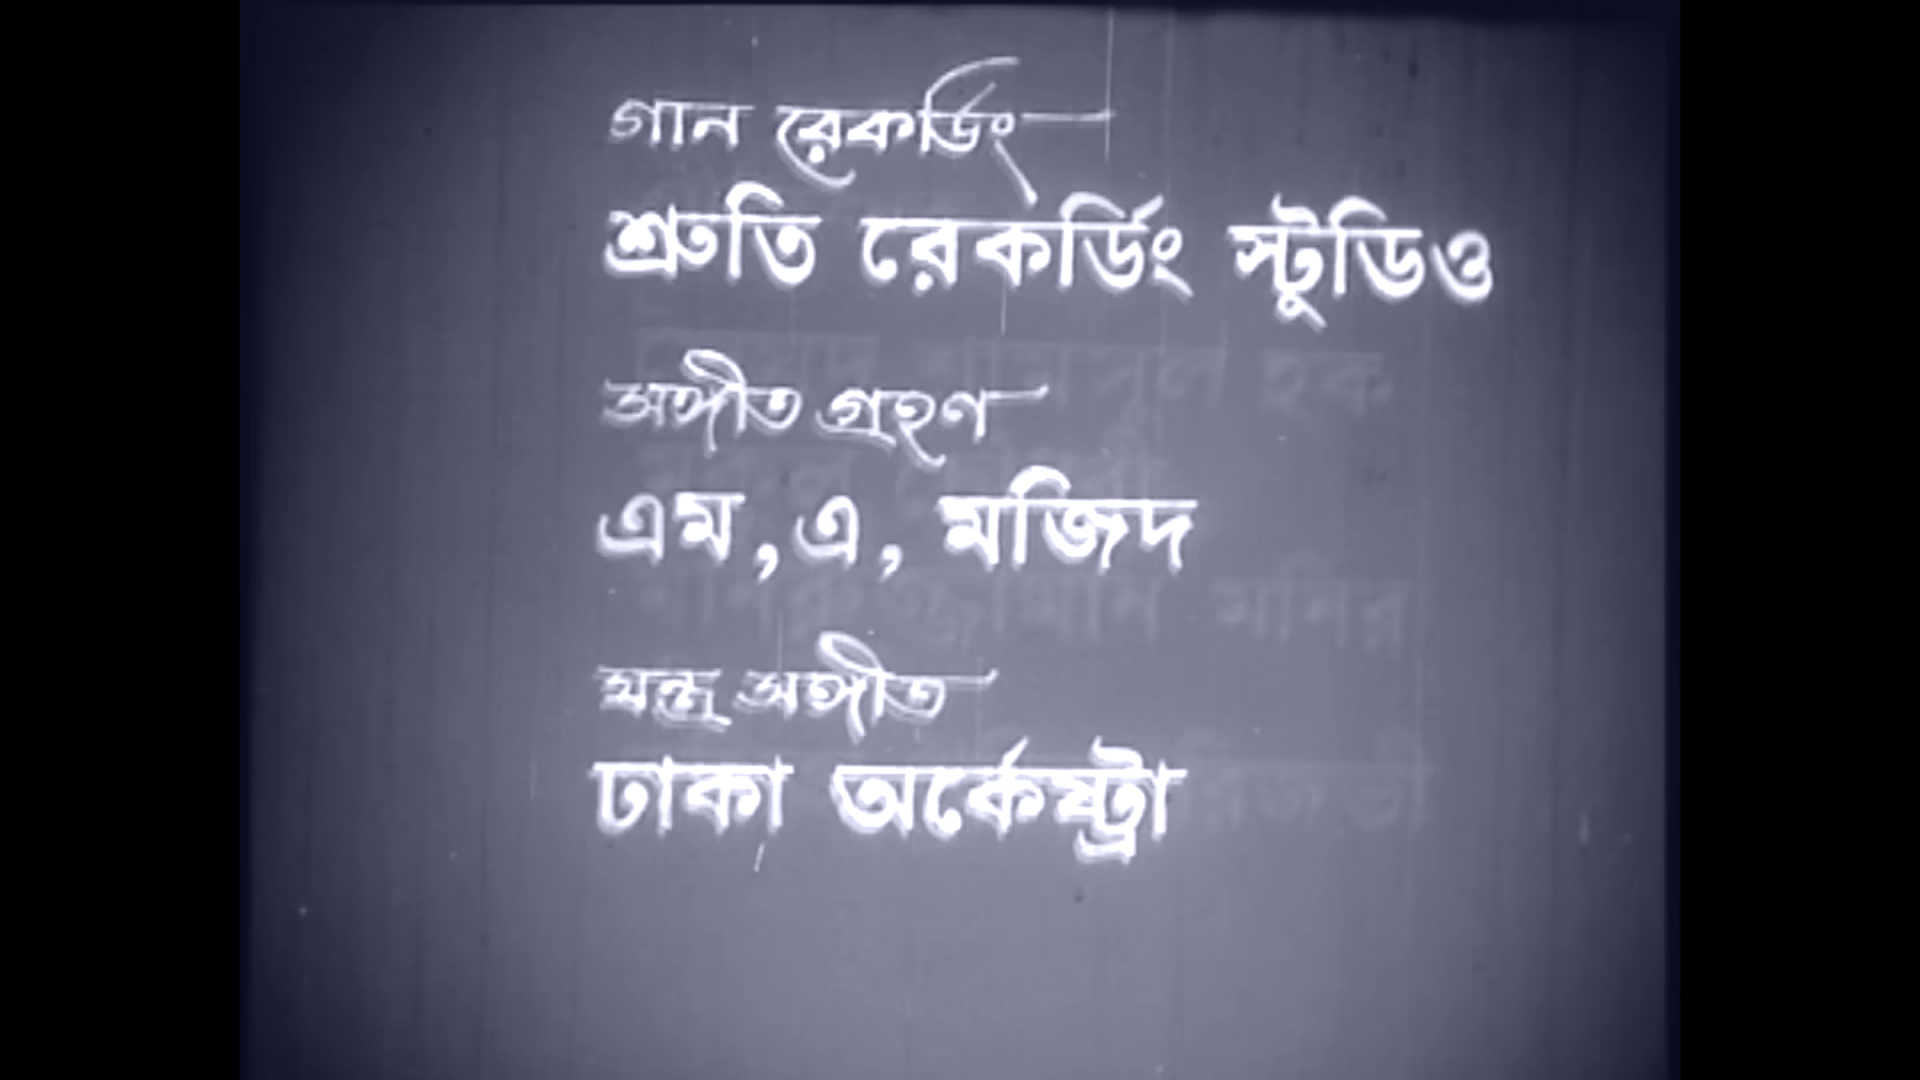 গান রেকর্ডিং
শ্রুতি রেকর্ডিং স্টুডিও
সঙ্গীত গ্রহণ
এম,এ, মজিদ
যন্ত্র সঙ্গীত
ঢাকা অর্কেষ্ট্রা